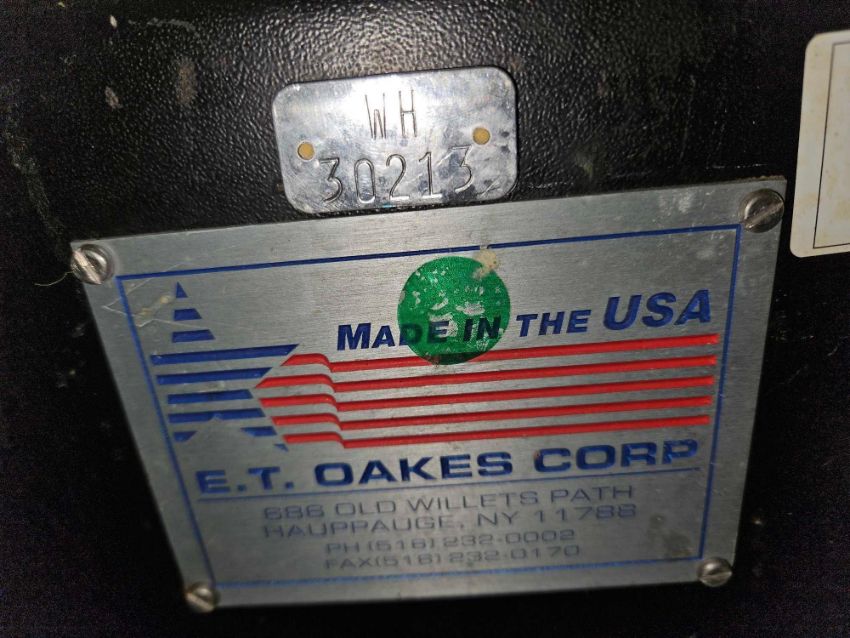 WH
30213
MADE IN THE USA
E.T. OAKES CORP
686 OLD WILLETS PATH
HAUPPAUGE, NY 11788
PH (516) 232-0002
FAX(516) 232-0170